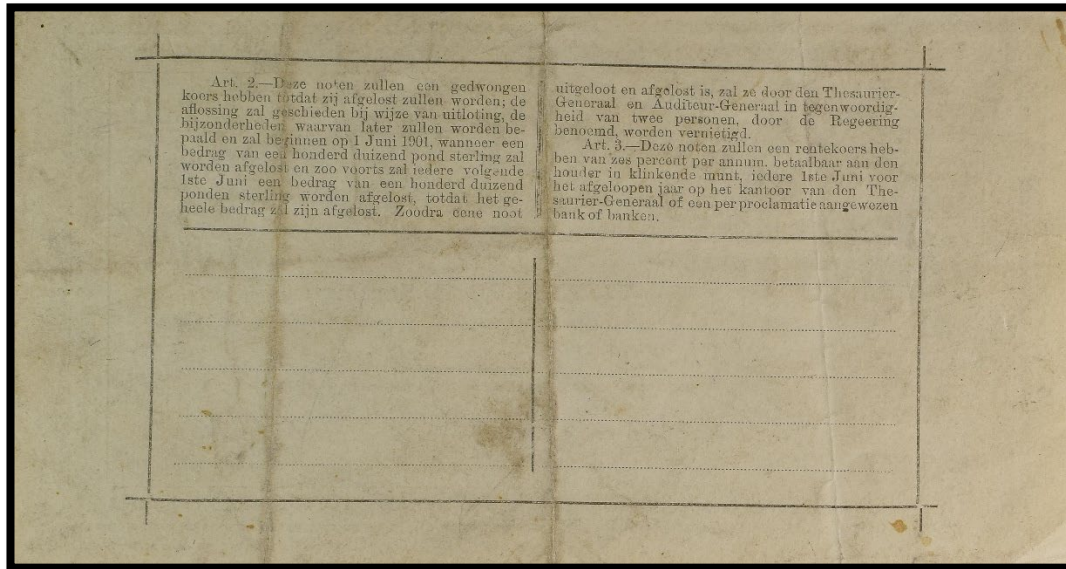 Art. 2.—Deze noten zullen een gedwongen
koers hebben totdat zij afgelost zullen worden; de
aflossing zal geschieden bij wijze van uitloting, de
bijzonderheden waarvan later zullen worden be-
paald en zal beginnen op 1 Juni 1901, wanneer een
bedrag van een honderd duizend pond sterling zal
worden afgelost en zoo voorts zal iedere volgende
1ste Juni een bedrag van een honderd duizend
ponden sterling worden afgelost, totdat het ge-
heele bedrag zal zijn afgelost. Zoodra eene noot
uitgeloot en afgelost is, zal ze door den Thesaurier-
Generaal en Auditeur-Generaal in tegenwoordig-
heid van twee personen, door de Regeering
benoemd, worden vernietigd.
Art. 3.—Deze noten zullen een rentekoers heb-
ben van zes percent per annum, betaalbaar aan den
houder in klinkende munt, iedere 1ste Juni voor
het afgeloopen jaar op het kantoor van den The-
saurier-Generaal of een per proclamatie aangewezen
bank of banken.